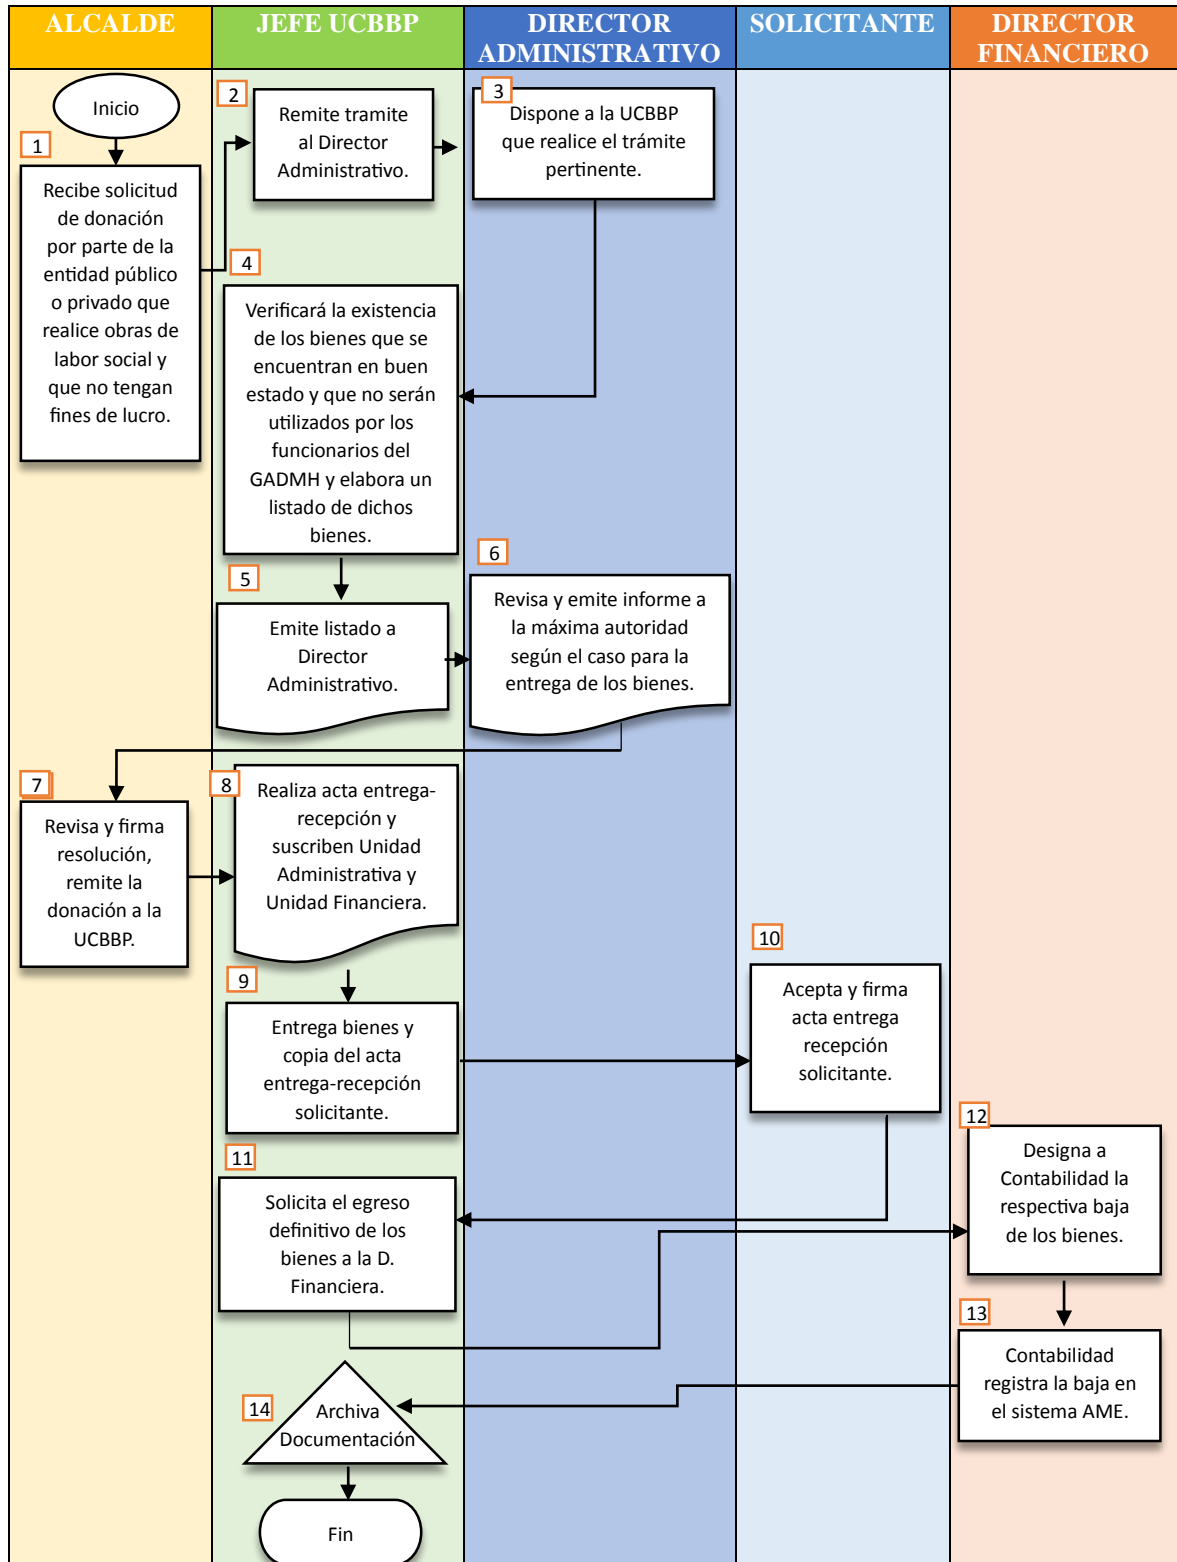 ALCALDE
JEFE UCBBP
DIRECTOR
ADMINISTRATIVO
SOLICITANTE
DIRECTOR
FINANCIERO
Inicio
1
Recibe solicitud
de donación
por parte de la
entidad público
o privado que
realice obras de
labor social y
que no tengan
fines de lucro.
2
Remite tramite
al Director
Administrativo.
3
Dispone a la UCBBP
que realice el trámite
pertinente.
4
Verificará la existencia
de los bienes que se
encuentran en buen
estado y que no serán
utilizados por los
funcionarios del
GADMH y elabora un
listado de dichos
bienes.
5
Emite listado a
Director
Administrativo.
6
Revisa y emite informe a
la máxima autoridad
según el caso para la
entrega de los bienes.
7
Revisa y firma
resolución,
remite la
donación a la
UCBBP.
8
Realiza acta entrega-
recepción y
suscriben Unidad
Administrativa y
Unidad Financiera.
9
Entrega bienes y
copia del acta
entrega-recepción
solicitante.
10
Acepta y firma
acta entrega
recepción
solicitante.
11
Solicita el egreso
definitivo de los
bienes a la D.
Financiera.
12
Designa a
Contabilidad la
respectiva baja
de los bienes.
13
Contabilidad
registra la baja en
el sistema AME.
14
Archiva
Documentación
Fin